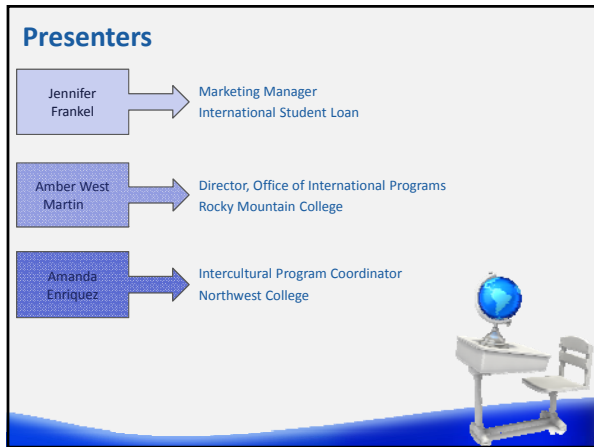 Presenters
Jennifer
Frankel
Marketing Manager
International Student Loan
Amber West
Martin
Director, Office of International Programs
Rocky Mountain College
Amanda
Enriquez
Intercultural Program Coordinator
Northwest College